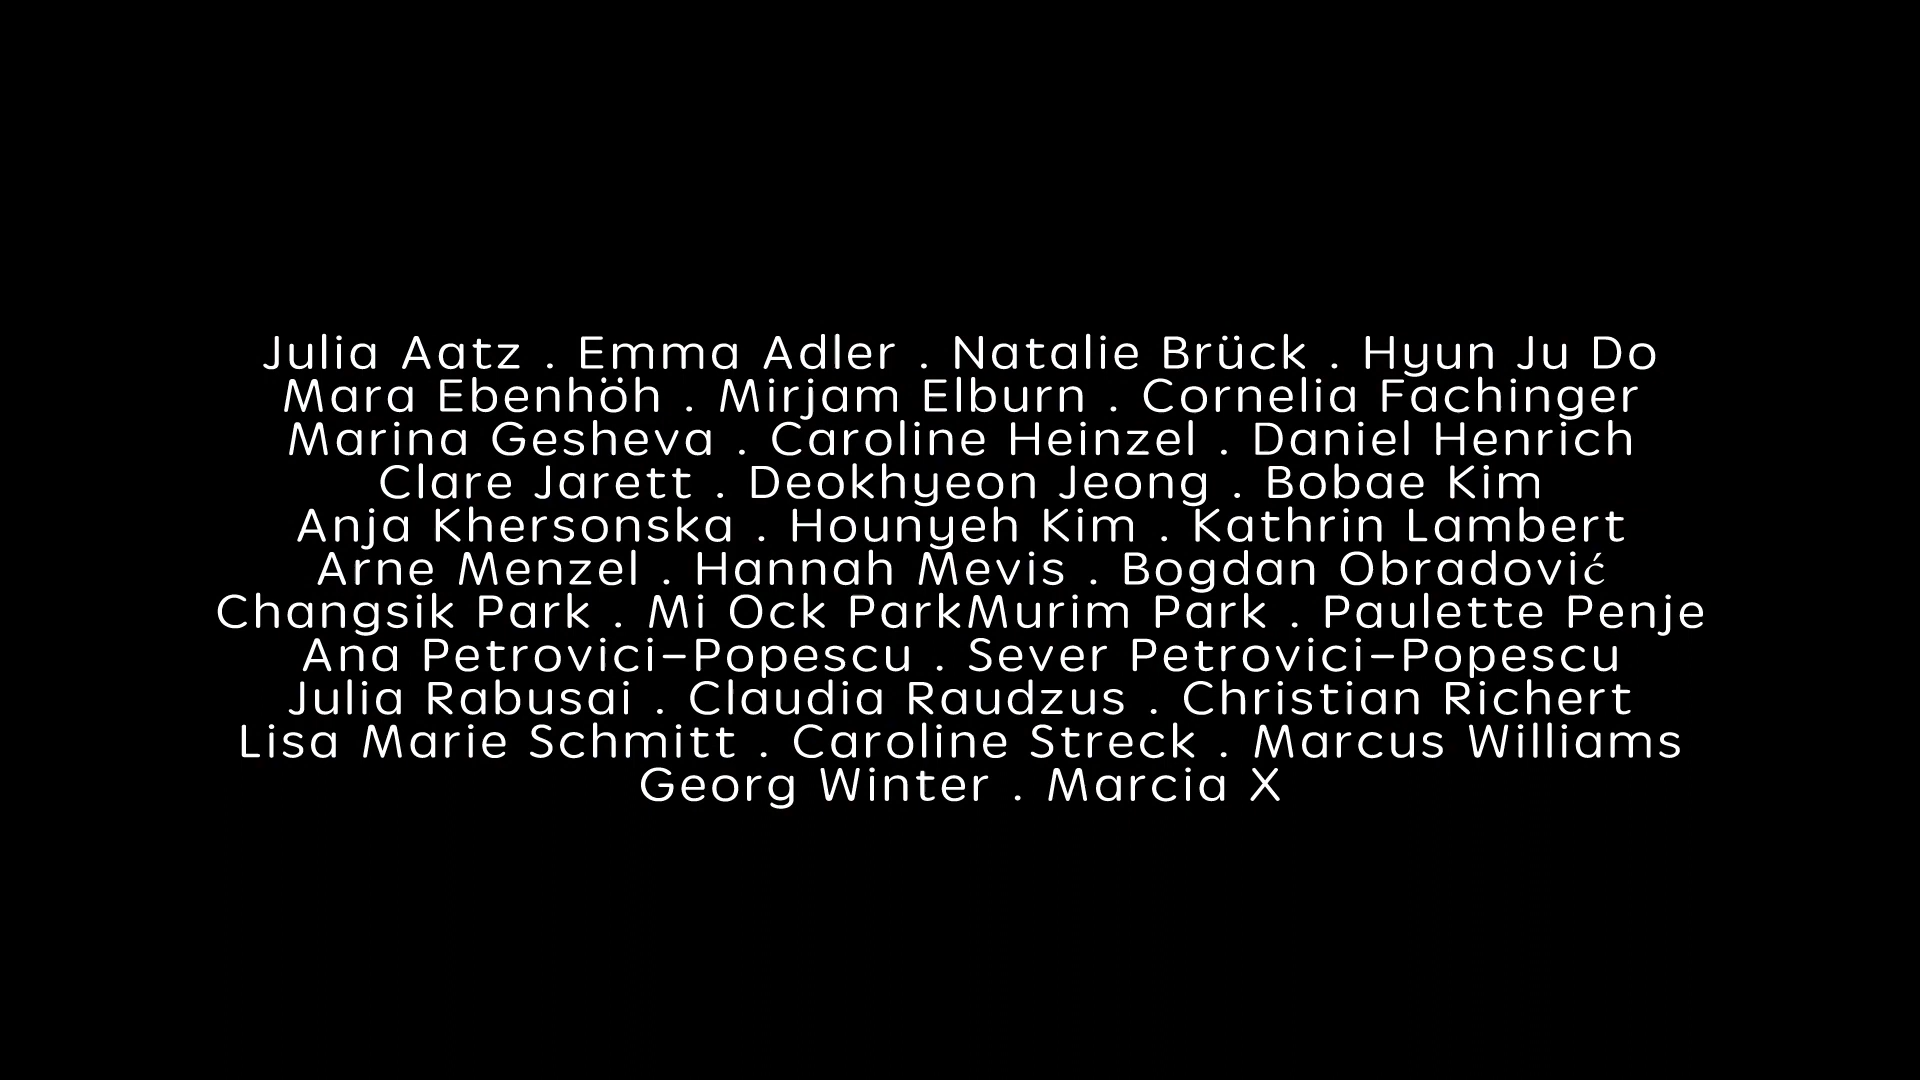 Julia Aatz . Emma Adler . Natalie Brück . Hyun Ju Do
Mara Ebenhöh . Mirjam Elburn . Cornelia Fachinger
Marina Gesheva . Caroline Heinzel . Daniel Henrich
Clare Jarett . Deokhyeon Jeong . Bobae Kim
Anja Khersonska . Hounyeh Kim . Kathrin Lambert
Arne Menzel . Hannah Mevis . Bogdan Obradović
Changsik Park . Mi Ock ParkMurim Park . Paulette Penje
Ana Petrovici-Popescu . Sever Petrovici-Popescu
Julia Rabusai . Claudia Raudzus . Christian Richert
Lisa Marie Schmitt . Caroline Streck . Marcus Williams
Georg Winter . Marcia X